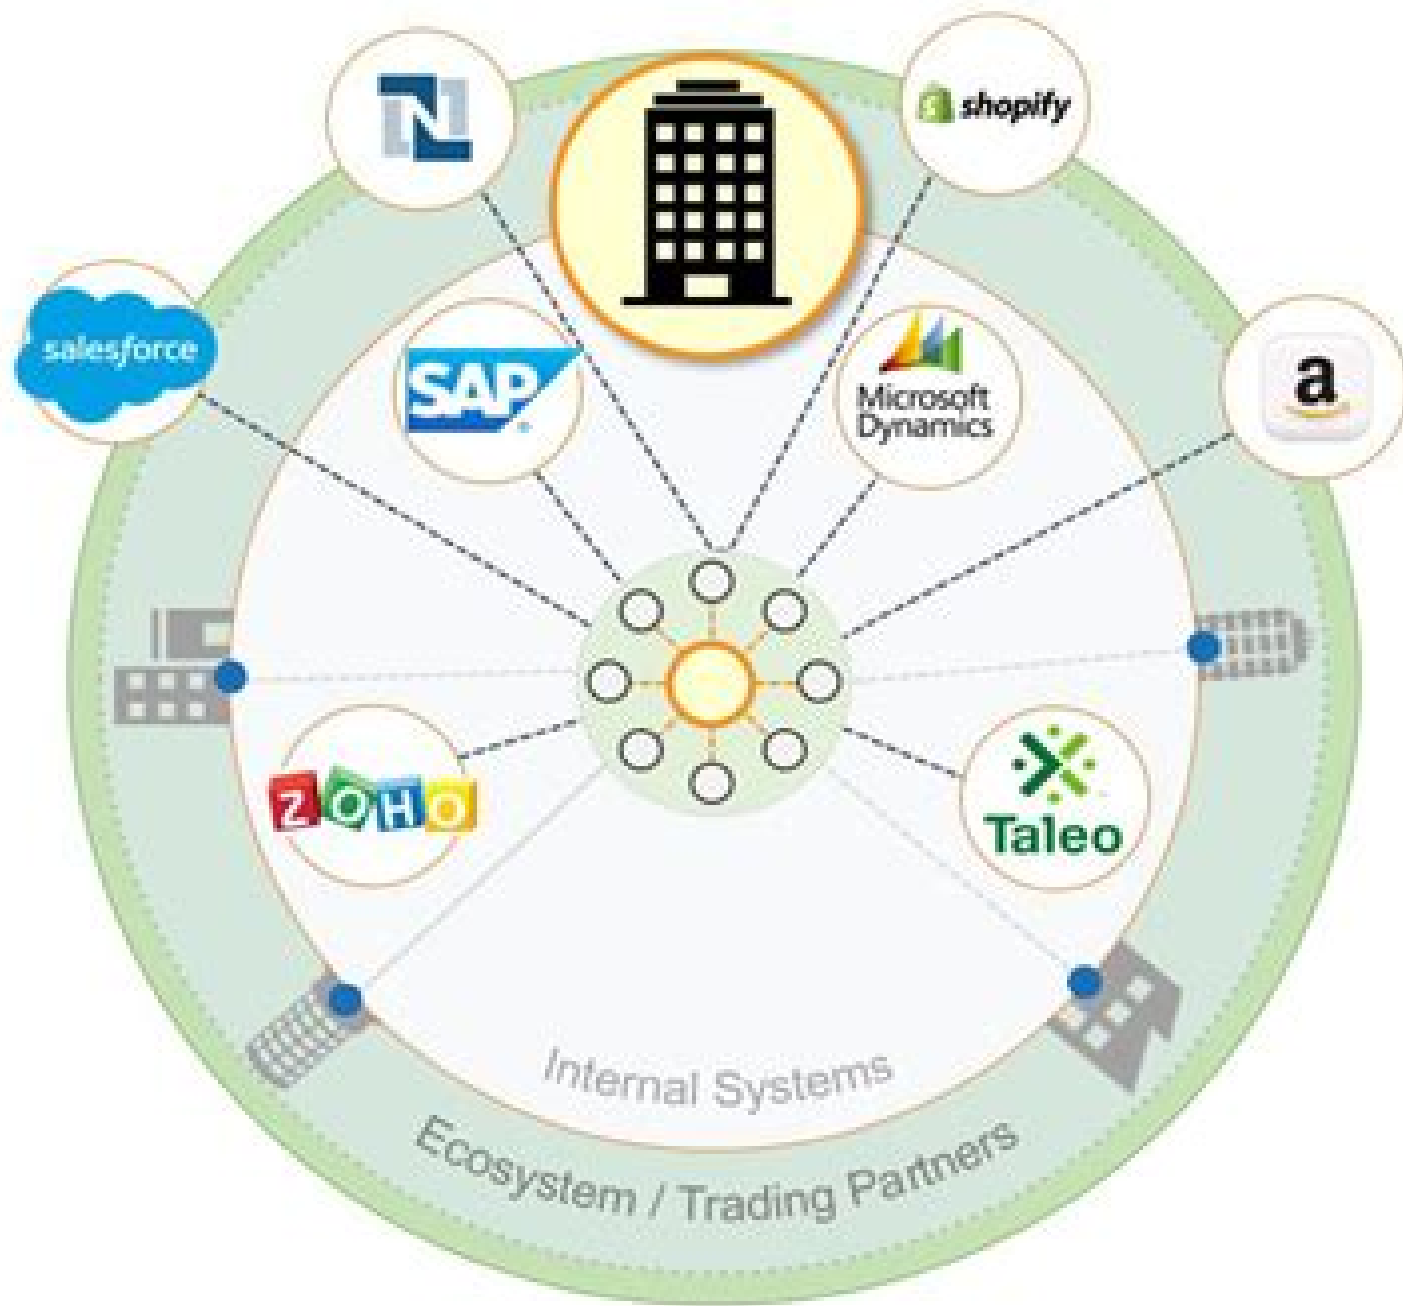 N
shopify
salesforce
SAP
Microsoft
Dynamics
a
ZOHO
Taleo
Internal Systems
Ecosystem / Trading Partners